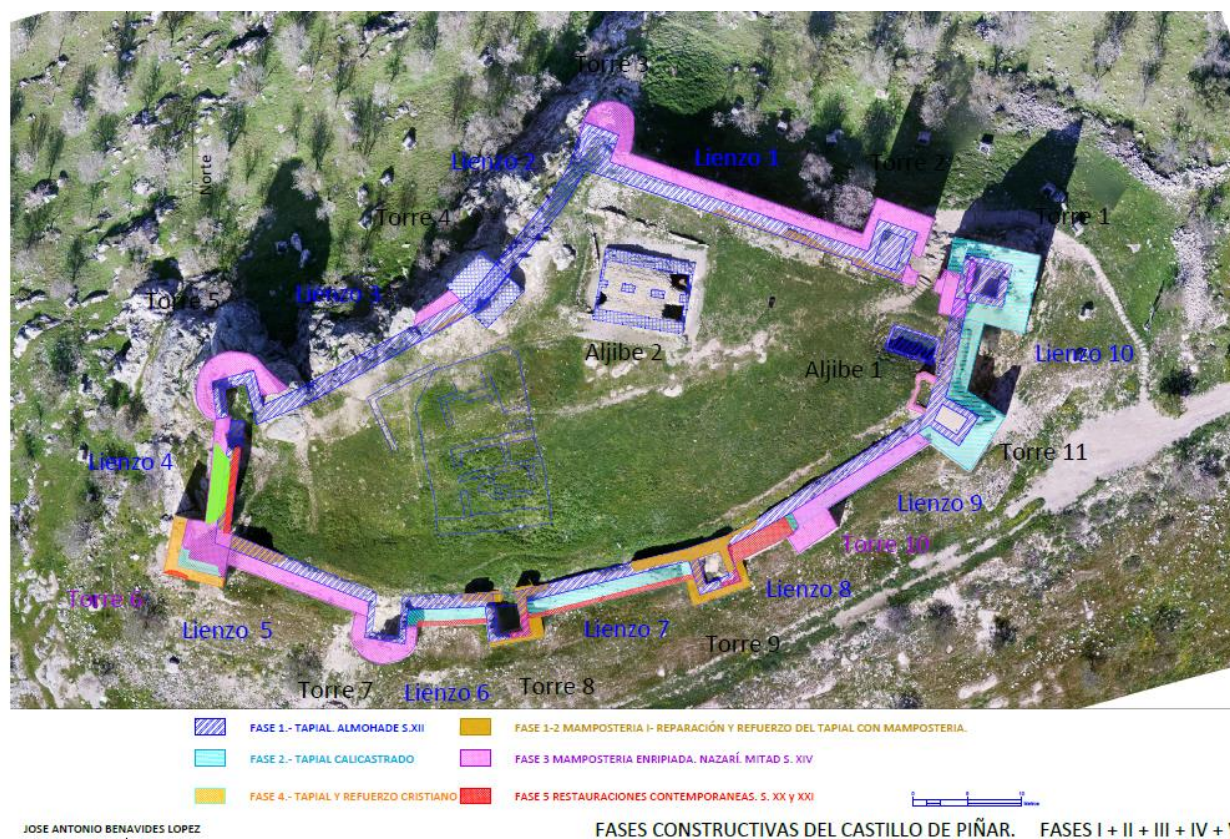 Torre 3
Lienzo 2
Lienzo 1
Torre 2
Norte
Torre 4
Torre 1
Torre 5
Lienzo 3
Aljibe 2
Aljibe 1
Lienzo 10
Lienzo 4
Torre 11
Lienzo 9
Torre 10
Torre 6
Lienzo 8
Lienzo 5
Lienzo 7
Torre 9
Torre 7
Lienzo 6
Torre 8
FASE 1.- TAPIAL. ALMOHADE S.XII
FASE 1-2 MAMPOSTERIA I- REPARACIÓN Y REFUERZO DEL TAPIAL CON MAMPOSTERIA.
FASE 2.- TAPIAL CALICASTRADO
FASE 3 MAMPOSTERIA ENRIPIADA. NAZARÍ. MITAD S. XIV
FASE 4.- TAPIAL Y REFUERZO CRISTIANO
FASE 5 RESTAURACIONES CONTEMPORANEAS. S. XX y XXI
0 10
Metros
JOSE ANTONIO BENAVIDES LOPEZ
FASES CONSTRUCTIVAS DEL CASTILLO DE PIÑAR. FASES I + II + III + IV +